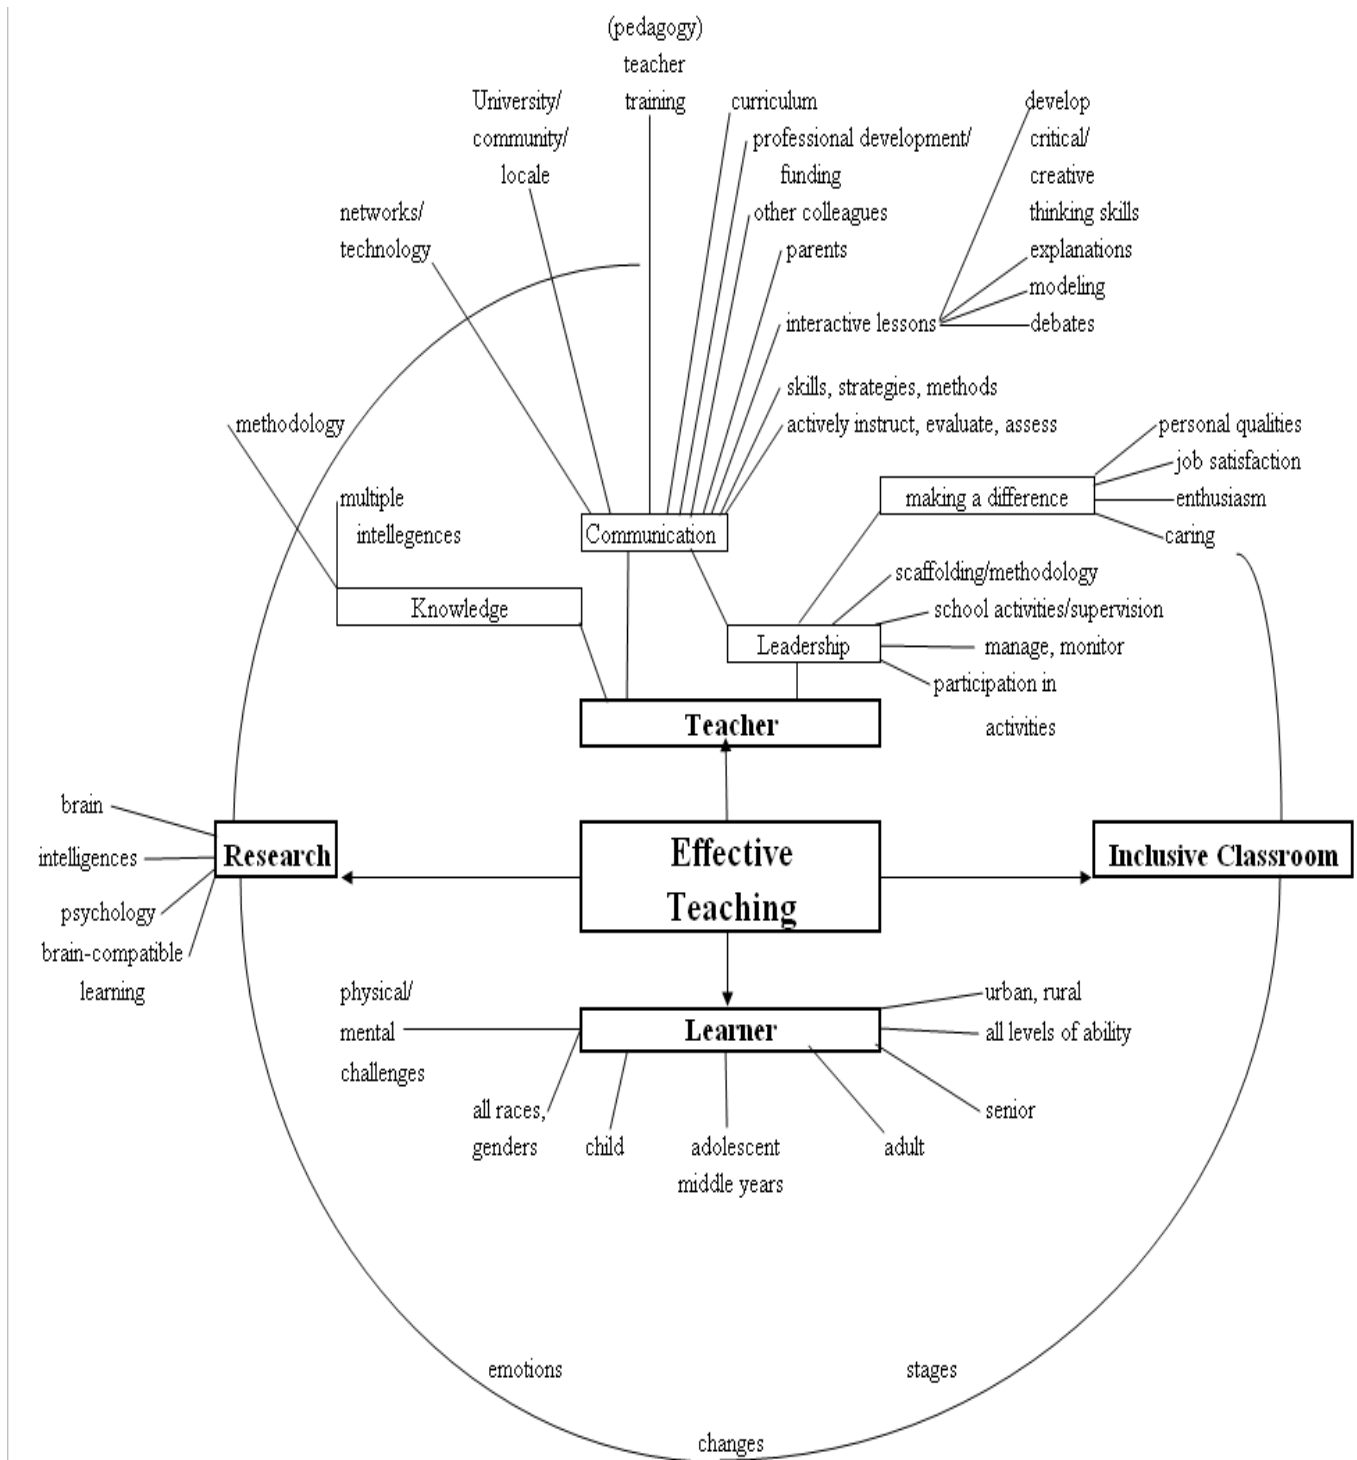 (pedagogy)
teacher
training
University/
community/
locale
curriculum
professional development/
funding
other colleagues
parents
interactive lessons
develop
critical/
creative
thinking skills
explanations
modeling
debates
networks/
technology
skills, strategies, methods
actively instruct, evaluate, assess
methodology
multiple
intellegences
Communication
Knowledge
making a difference
personal qualities
job satisfaction
enthusiasm
caring
scaffolding/methodology
school activities/supervision
Leadership
manage, monitor
participation in
activities
Teacher
brain
intelligences
psychology
brain-compatible
learning
Research
Effective
Teaching
Inclusive Classroom
physical/
mental
challenges
Learner
urban, rural
all levels of ability
senior
all races,
genders
child
adolescent
middle years
adult
emotions
stages
changes